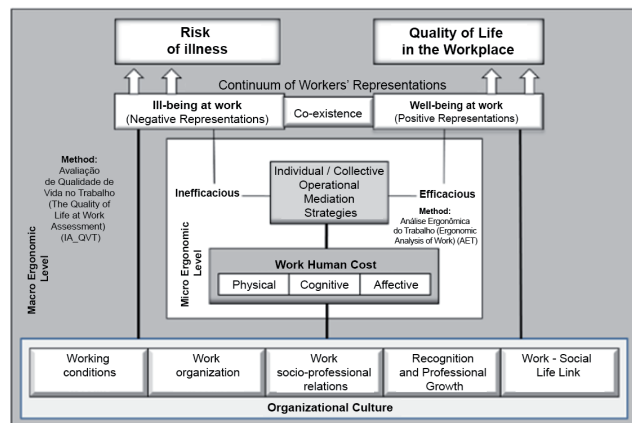 Risk
of illness
Quality of Life
in the Workplace
Continuum of Workers' Representations
Ill-being at work
(Negative Representations)
Co-existence
Well-being at work
(Positive Representations)
Method:
Avaliação
de Qualidade de
Vida no Trabalho
(The Quality of
Life at Work
Assessment)
(IA_QVT)
Macro Ergonomic
Level
Inefficacious
Individual / Collective
Operational
Mediation
Strategies
Efficacious
Method:
Análise Ergonômica
do Trabalho (Ergonomic
Analysis of Work) (AET)
Micro Ergonomic
Level
Work Human Cost
Physical
Cognitive
Affective
Working
conditions
Work
organization
Work
socio-professional
relations
Recognition
and Professional
Growth
Work - Social
Life Link
Organizational Culture